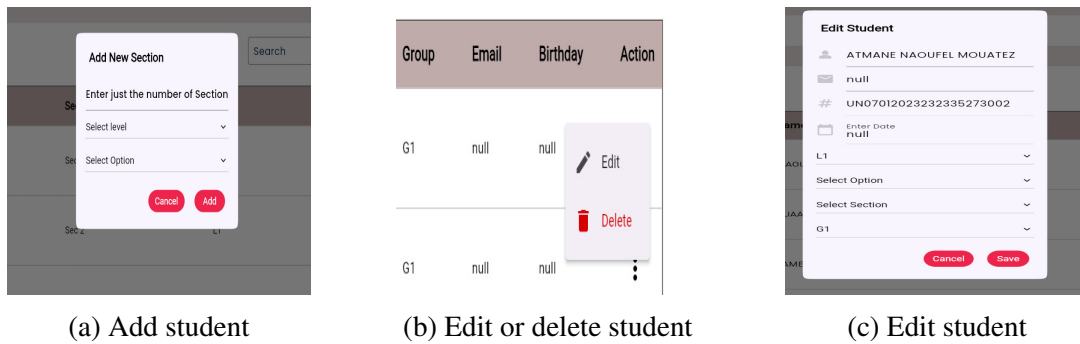 Add New Section
Enter just the number of Section
Select level
Select Option
Cancel Add
Search
Sec 2 L1
(a) Add student
Group Email Birthday Action
G1 null null
Edit
Delete
G1 null null
(b) Edit or delete student
Edit Student
ATMANE NAOUFEL MOUATEZ
null
# UN07012023232335273002
Enter Date
null
L1
Select Option
Select Section
G1
Cancel Save
(c) Edit student